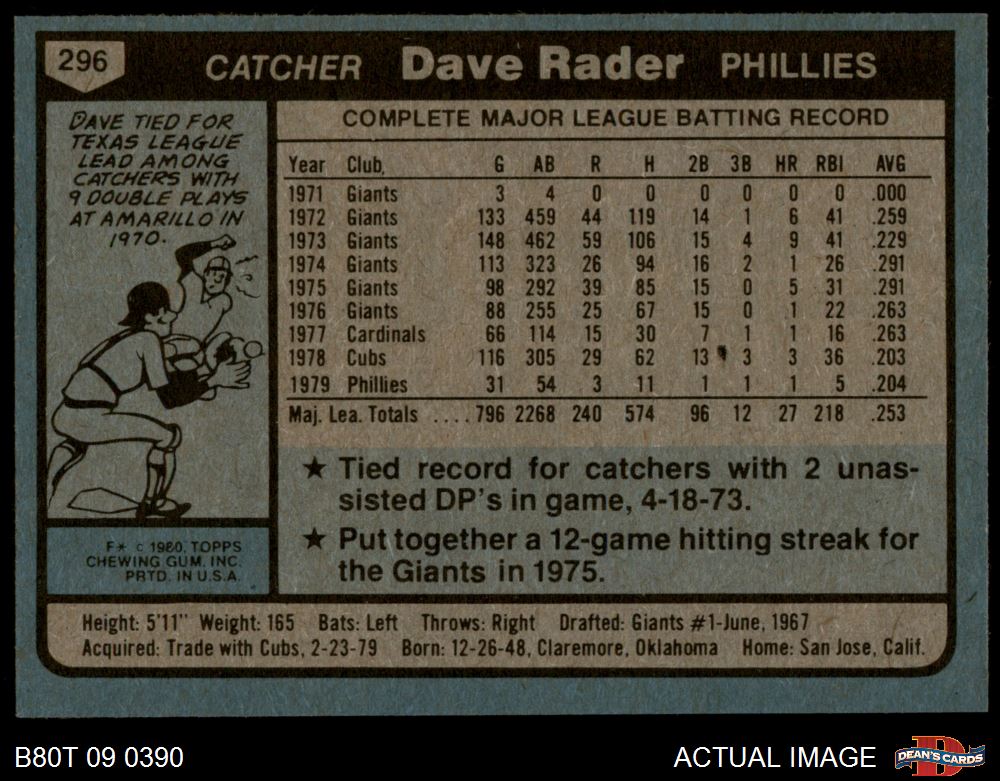 296
CATCHER Dave Rader PHILLIES
DAVE TIED FOR
TEXAS LEAGUE
LEAD AMONG
CATCHERS WITH
9 DOUBLE PLAYS
AT AMARILLO IN
1970.
COMPLETE MAJOR LEAGUE BATTING RECORD
Year Club, G AB R H 2B 3B HR RBI AVG
1971 Giants 3 4 0 0 0 0 0 0 .000
1972 Giants 133 459 44 119 14 1 6 41 .259
1973 Giants 148 462 59 106 15 4 9 41 .229
1974 Giants 113 323 26 94 16 2 1 26 .291
1975 Giants 98 292 39 85 15 0 5 31 .291
1976 Giants 88 255 25 67 15 0 1 22 .263
1977 Cardinals 66 114 15 30 7 1 1 16 .263
1978 Cubs 116 305 29 62 13 3 3 36 .203
1979 Phillies 31 54 3 11 1 1 1 5 .204
Maj. Lea. Totals ....796 2268 240 574 96 12 27 218 .253
★ Tied record for catchers with 2 unas-
sisted DP's in game, 4-18-73.
★ Put together a 12-game hitting streak for
the Giants in 1975.
F* © 1980, TOPPS
CHEWING GUM, INC.
PRTD. IN U.S.A.
Height: 5'11" Weight: 165 Bats: Left Throws: Right Drafted: Giants #1-June, 1967
Acquired: Trade with Cubs, 2-23-79 Born: 12-26-48, Claremore, Oklahoma Home: San Jose, Calif.
B80T 09 0390
ACTUAL IMAGE
D
DEAN'S CARDS